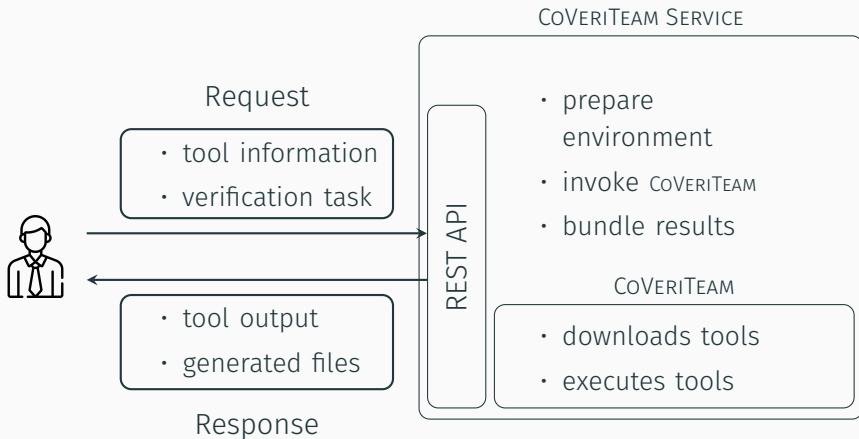 CoVeriTeam Service
Request
· tool information
· verification task
REST API
· prepare
environment
· invoke CoVeriTeam
· bundle results
CoVeriTeam
· downloads tools
· executes tools
· tool output
· generated files
Response